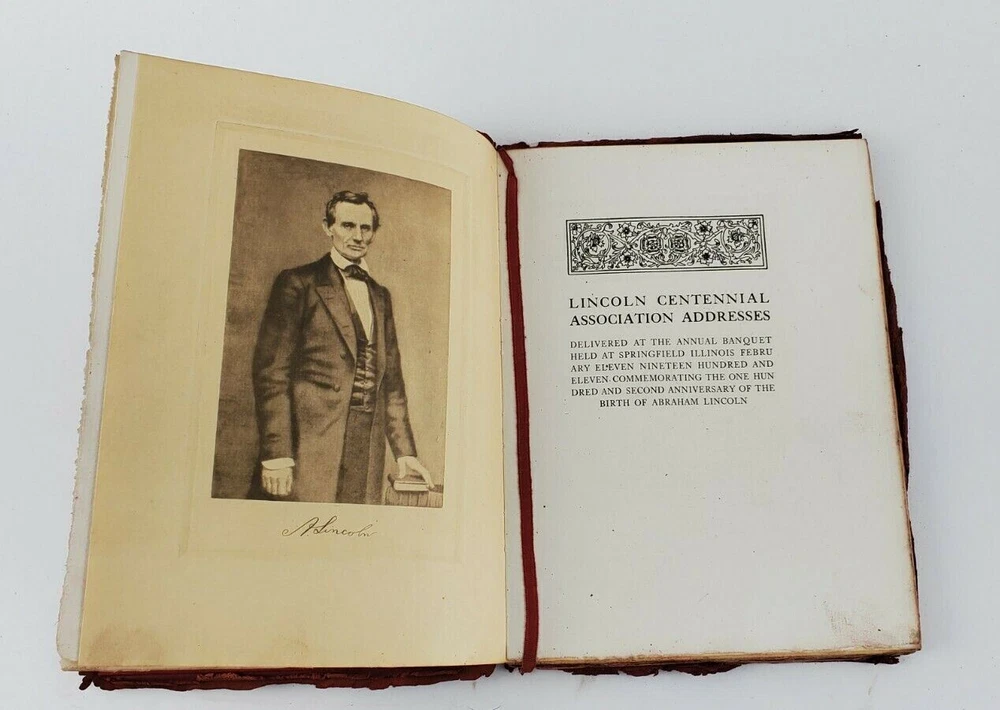 A. Lincoln
LINCOLN CENTENNIAL
ASSOCIATION ADDRESSES
DELIVERED AT THE ANNUAL BANQUET
HELD AT SPRINGFIELD ILLINOIS FEBRU
ARY ELEVEN NINETEEN HUNDRED AND
ELEVEN COMMEMORATING THE ONE HUN
DRED AND SECOND ANNIVERSARY OF THE
BIRTH OF ABRAHAM LINCOLN